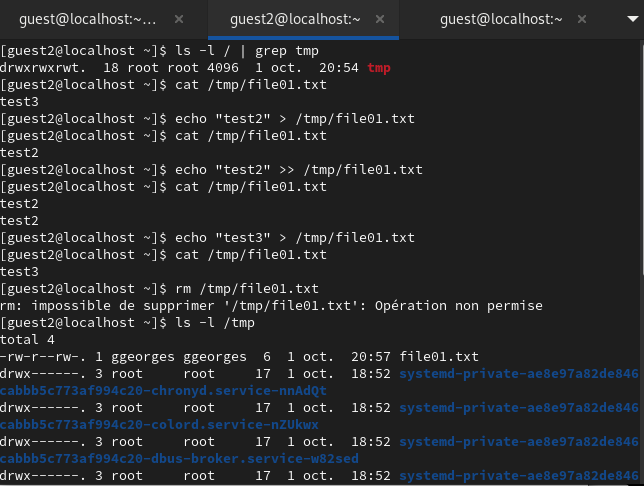 guest@localhost:~... × guest2@localhost:~ × guest@localhost:~ ×
[guest2@localhost ~]$ ls -l / | grep tmp
drwxrwxrwt.  18 root root 4096  1 oct.  20:54 tmp
[guest2@localhost ~]$ cat /tmp/file01.txt
test3
[guest2@localhost ~]$ echo "test2" > /tmp/file01.txt
[guest2@localhost ~]$ cat /tmp/file01.txt
test2
[guest2@localhost ~]$ echo "test2" >> /tmp/file01.txt
[guest2@localhost ~]$ cat /tmp/file01.txt
test2
test2
[guest2@localhost ~]$ echo "test3" > /tmp/file01.txt
[guest2@localhost ~]$ cat /tmp/file01.txt
test3
[guest2@localhost ~]$ rm /tmp/file01.txt
rm: impossible de supprimer '/tmp/file01.txt': Opération non permise
[guest2@localhost ~]$ ls -l /tmp
total 4
-rw-r--rw-. 1 ggeorges ggeorges  6  1 oct.  20:57 file01.txt
drwx------. 3 root     root     17  1 oct.  18:52 systemd-private-ae8e97a82de846
cabbb5c773af994c20-chronyd.service-nnAdQt
drwx------. 3 root     root     17  1 oct.  18:52 systemd-private-ae8e97a82de846
cabbb5c773af994c20-colord.service-nZUkwx
drwx------. 3 root     root     17  1 oct.  18:52 systemd-private-ae8e97a82de846
cabbb5c773af994c20-dbus-broker.service-w82sed
drwx------. 3 root     root     17  1 oct.  18:52 systemd-private-ae8e97a82de846